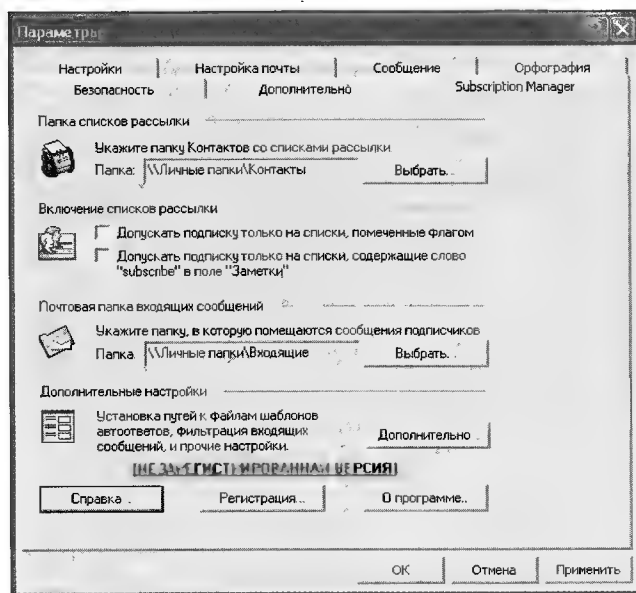 Параметры
Настройки Настройка почты Сообщение Орфография
Безопасность Дополнительно Subscription Manager
Папка списков рассылки
Укажите папку Контактов со списками рассылки
Папка: \\Личные папки\Контакты Выбрать..
Включение списков рассылки
Допускать подписку только на списки, помеченные флагом
Допускать подписку только на списки, содержащие слово
"subscribe" в поле "Заметки"
Почтовая папка входящих сообщений
Укажите папку, в которую помещаются сообщения подписчиков
Папка \\Личные папки\Входящие Выбрать..
Дополнительные настройки
Установка путей к файлам шаблонов
автоответов, фильтрация входящих
сообщений, и прочие настройки.
Дополнительно
[НЕЗАРЕГИСТРИРОВАННАЯ ВЕРСИЯ]
Справка Регистрация... О программе..
ОК Отмена Применить